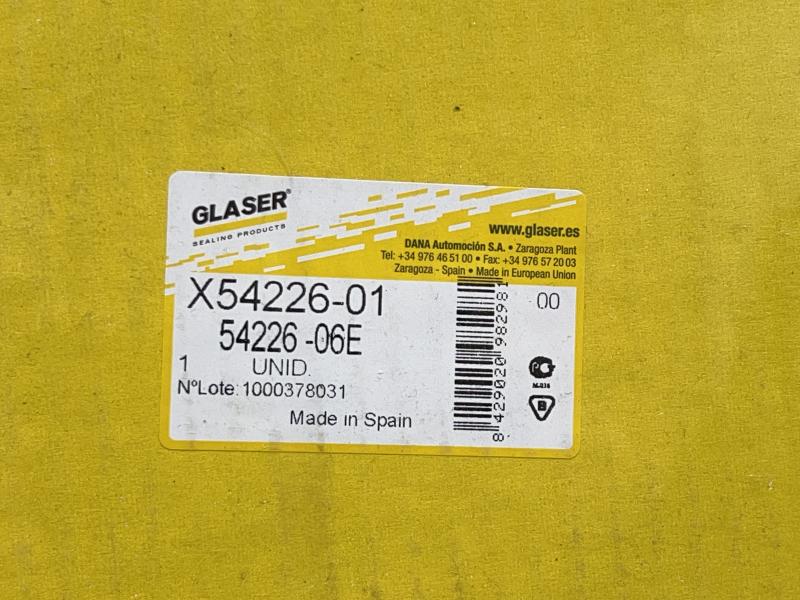 GLASER®
SEALING PRODUCTS
www.glaser.es
DANA Automoción S.A. • Zaragoza Plant
Tel: +34 976 46 51 00 • Fax: +34 976 57 20 03
Zaragoza - Spain • Made in European Union
X54226-01
00
54226 -06E
1 UNID.
NºLote: 1000378031
Made in Spain
8429020982981
PC
B